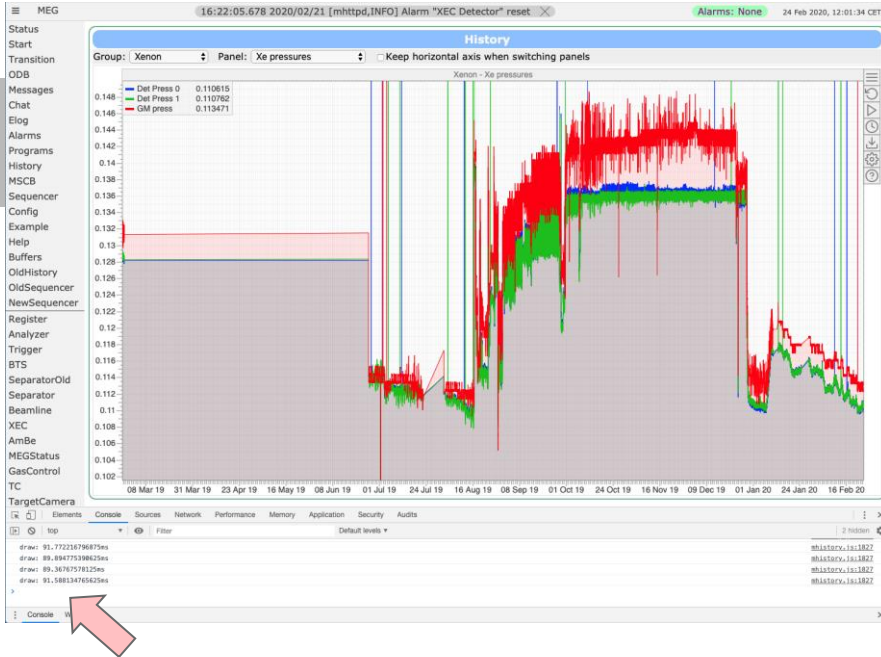 ≡ MEG 16:22:05.678 2020/02/21 [mhttpd,INFO] Alarm "XEC Detector" reset Alarms: None 24 Feb 2020, 12:01:34 CET
Status
Start
Transition
ODB
Messages
Chat
Elog
Alarms
Programs
History
MSCB
Sequencer
Config
Example
Help
Buffers
OldHistory
OldSequencer
NewSequencer
Register
Analyzer
Trigger
BTS
SeparatorOld
Separator
Beamline
XEC
AmBe
MEGStatus
GasControl
TC
TargetCamera
History
Group: Xenon Panel: Xe pressures Keep horizontal axis when switching panels
Xenon - Xe pressures
Det Press 0 0.110615
Det Press 1 0.110762
GM press 0.113471
0.148
0.146
0.144
0.142
0.14
0.138
0.136
0.134
0.132
0.13
0.128
0.126
0.124
0.122
0.12
0.118
0.116
0.114
0.112
0.11
0.108
0.106
0.104
0.102
08 Mar 19 31 Mar 19 23 Apr 19 16 May 19 08 Jun 19 01 Jul 19 24 Jul 19 16 Aug 19 08 Sep 19 01 Oct 19 24 Oct 19 16 Nov 19 09 Dec 19 01 Jan 20 24 Jan 20 16 Feb 20
Elements Console Sources Network Performance Memory Application Security Audits
top Filter Default levels ▼ 2 hidden
draw: 91.772216796875ms mhistory.js:1827
draw: 89.894775390625ms mhistory.js:1827
draw: 89.36767578125ms mhistory.js:1827
draw: 91.580134765625ms mhistory.js:1827
>
Console